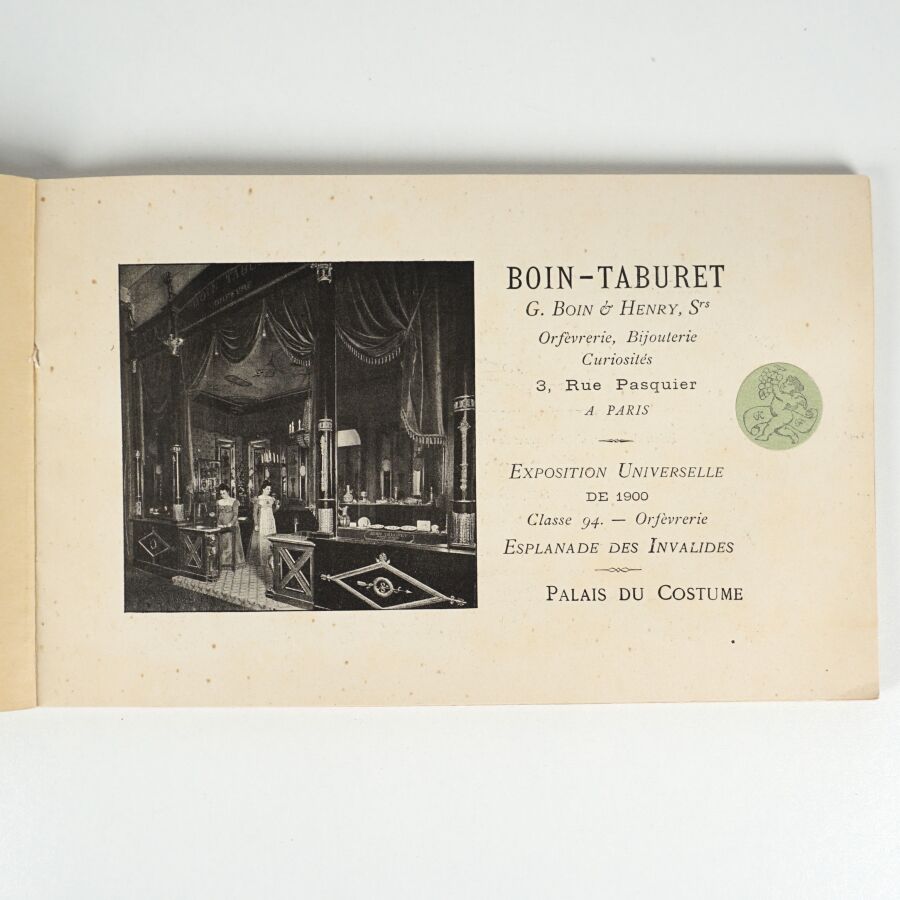 BOIN-TABURET
G. BOIN & HENRY, Srs
Orfèvrerie, Bijouterie
Curiosités
3, Rue Pasquier
A PARIS
EXPOSITION UNIVERSELLE
DE 1900
Classe 94. — Orfèvrerie
ESPLANADE DES INVALIDES
PALAIS DU COSTUME